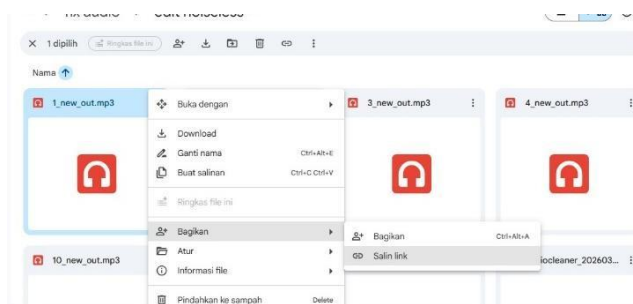 1 dipilih
Ringkas file ini
Nama
1_new_out.mp3
3_new_out.mp3
4_new_out.mp3
Buka dengan
Download
Ganti nama Ctrl+Alt+E
Buat salinan Ctrl+C Ctrl+V
Ringkas file ini
Bagikan
Bagikan Ctrl+Alt+A
Atur
Salin link
10_new_out.mp3
iocleaner_202603...
Informasi file
Pindahkan ke sampah Delete